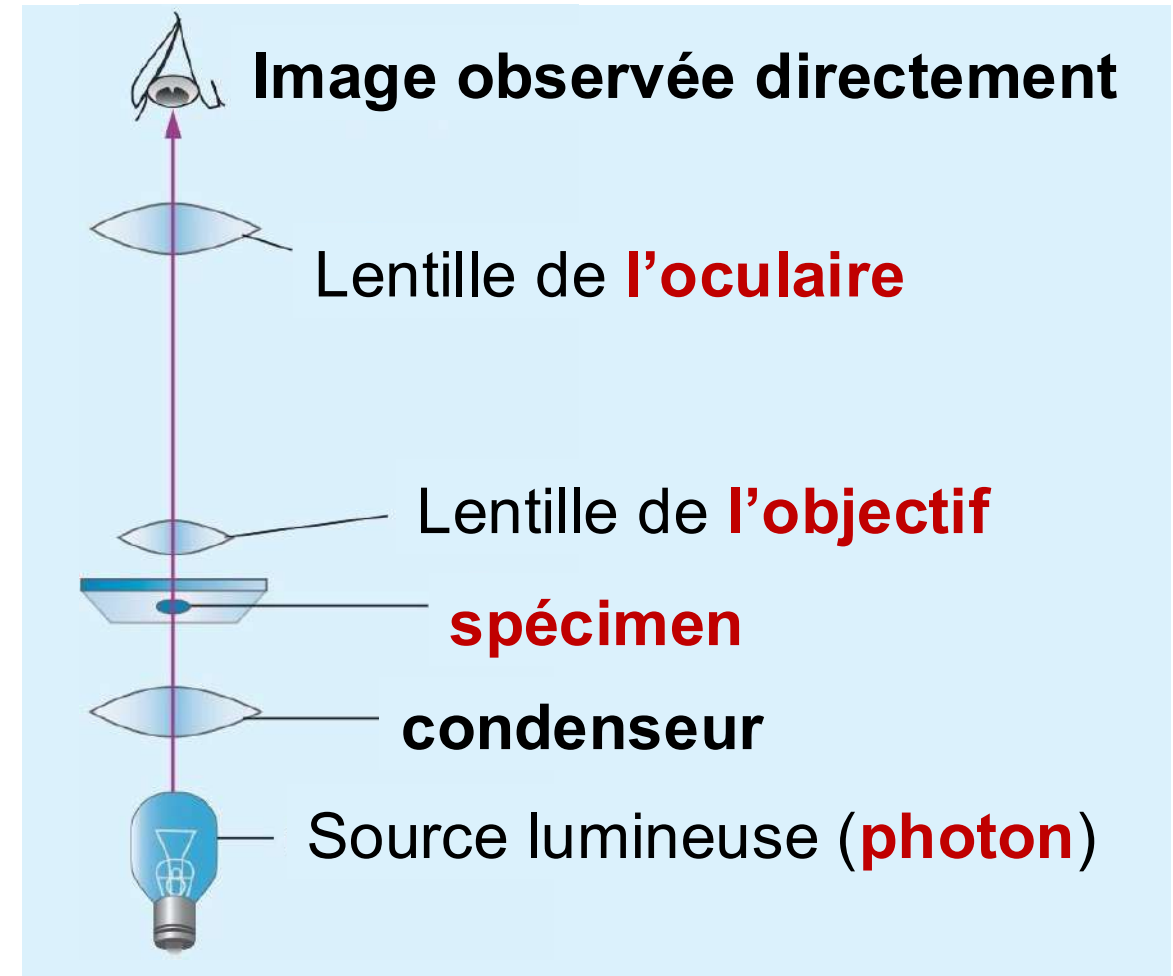 Image observée directement
Lentille de l’oculaire
Lentille de l’objectif
spécimen
condenseur
Source lumineuse (photon)